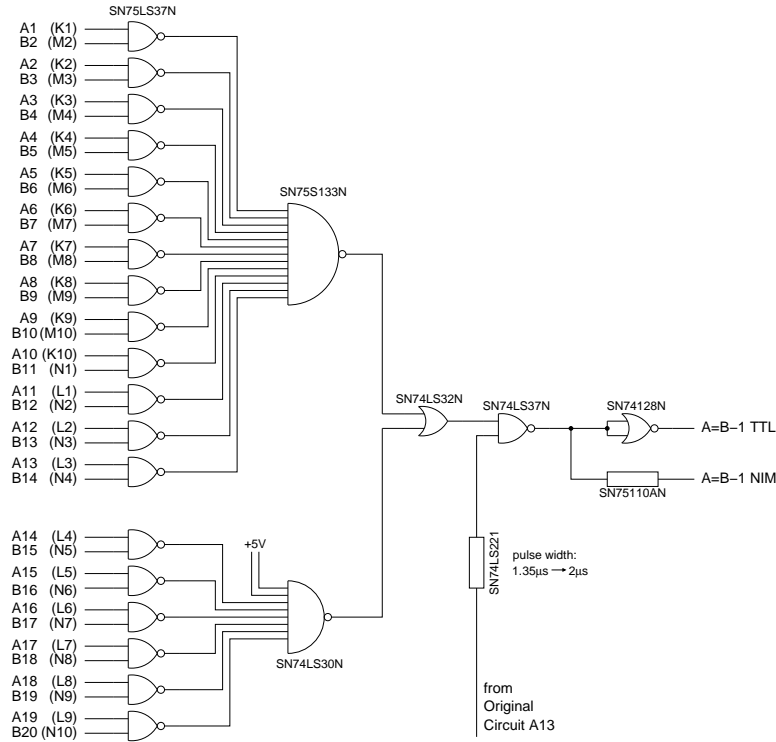 SN75LS37N
A1 (K1)
B2 (M2)
A2 (K2)
B3 (M3)
A3 (K3)
B4 (M4)
A4 (K4)
B5 (M5)
A5 (K5)
B6 (M6)
A6 (K6)
B7 (M7)
A7 (K7)
B8 (M8)
A8 (K8)
B9 (M9)
A9 (K9)
B10 (M10)
A10 (K10)
B11 (N1)
A11 (L1)
B12 (N2)
A12 (L2)
B13 (N3)
A13 (L3)
B14 (N4)
SN75S133N
SN74LS32N
SN74LS37N
SN74128N
A=B−1 TTL
A=B−1 NIM
SN75110AN
A14 (L4)
B15 (N5)
A15 (L5)
B16 (N6)
A16 (L6)
B17 (N7)
A17 (L7)
B18 (N8)
A18 (L8)
B19 (N9)
A19 (L9)
B20 (N10)
+5V
SN74LS30N
SN74LS221
pulse width:
1.35μs → 2μs
from
Original
Circuit A13